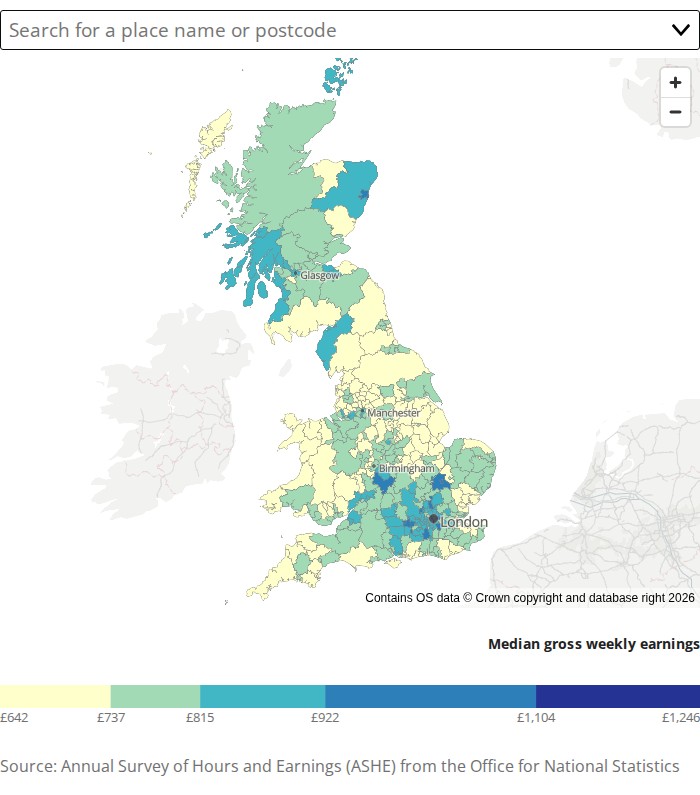 Search for a place name or postcode
+
−
Glasgow
Manchester
Birmingham
London
Contains OS data © Crown copyright and database right 2026
Median gross weekly earnings
£642 £737 £815 £922 £1,104 £1,246
Source: Annual Survey of Hours and Earnings (ASHE) from the Office for National Statistics